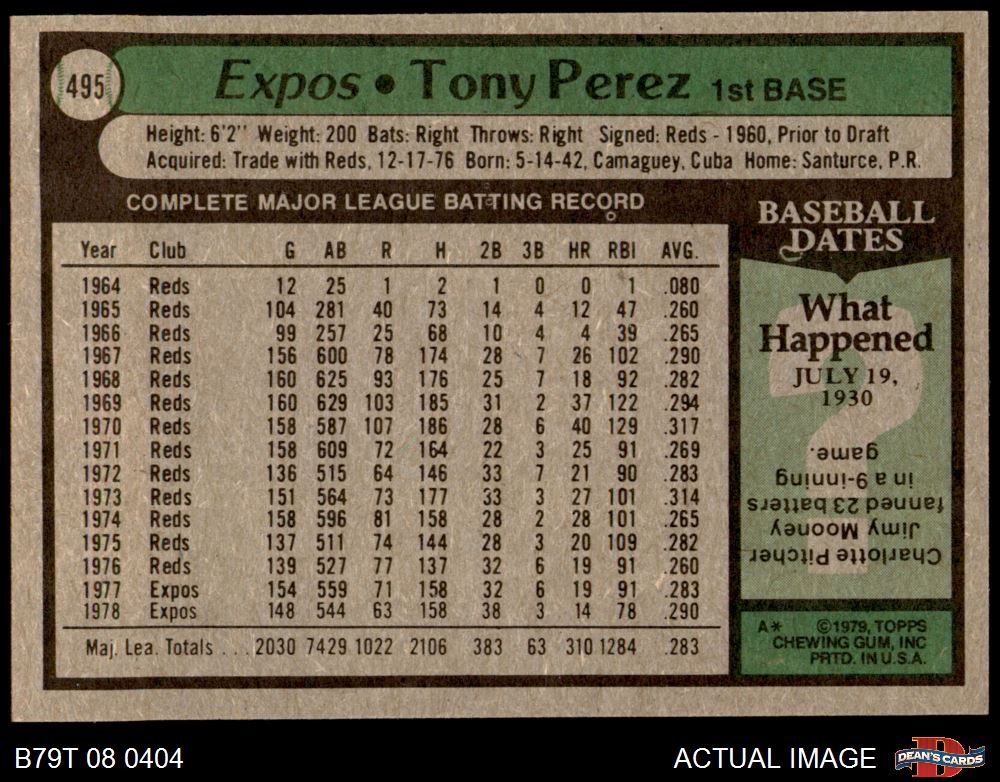 495
Expos • Tony Perez 1st BASE
Height: 6'2" Weight: 200 Bats: Right Throws: Right Signed: Reds - 1960, Prior to Draft
Acquired: Trade with Reds, 12-17-76 Born: 5-14-42, Camaguey, Cuba Home: Santurce, P.R.
COMPLETE MAJOR LEAGUE BATTING RECORD
Year Club G AB R H 2B 3B HR RBI AVG.
1964 Reds 12 25 1 2 1 0 0 1 .080
1965 Reds 104 281 40 73 14 4 12 47 .260
1966 Reds 99 257 25 68 10 4 4 39 .265
1967 Reds 156 600 78 174 28 7 26 102 .290
1968 Reds 160 625 93 176 25 7 18 92 .282
1969 Reds 160 629 103 185 31 2 37 122 .294
1970 Reds 158 587 107 186 28 6 40 129 .317
1971 Reds 158 609 72 164 22 3 25 91 .269
1972 Reds 136 515 64 146 33 7 21 90 .283
1973 Reds 151 564 73 177 33 3 27 101 .314
1974 Reds 158 596 81 158 28 2 28 101 .265
1975 Reds 137 511 74 144 28 3 20 109 .282
1976 Reds 139 527 77 137 32 6 19 91 .260
1977 Expos 154 559 71 158 32 6 19 91 .283
1978 Expos 148 544 63 158 38 3 14 78 .290
Maj. Lea. Totals . . . 2030 7429 1022 2106 383 63 310 1284 .283
BASEBALL
DATES
What
Happened
JULY 19,
1930
Charlotte Pitcher
Jimy Mooney
fanned 23 batters
in a 9-inning
game.
A* ©1979, TOPPS
CHEWING GUM, INC
PRTD. IN U.S.A.
B79T 08 0404
ACTUAL IMAGE
DEAN'S CARDS